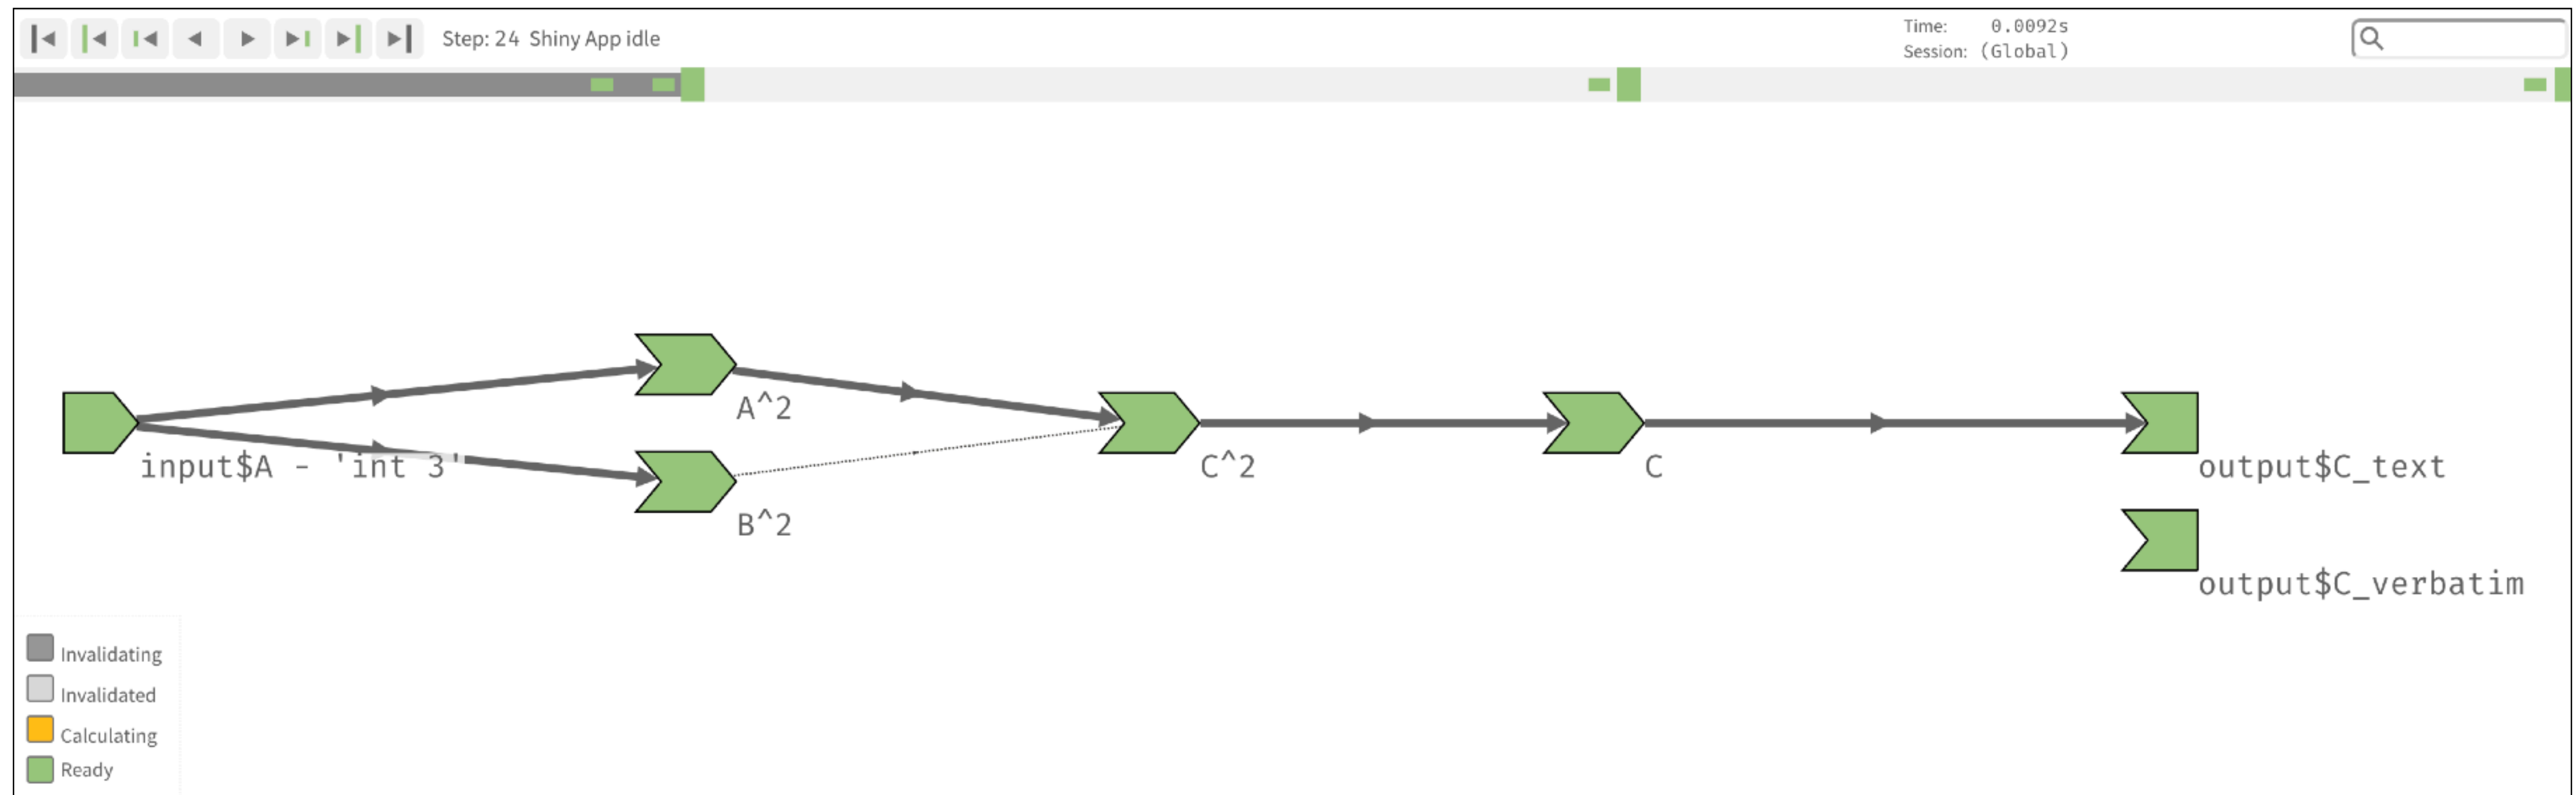 Step: 24 Shiny App idle
Time: 0.0092s
Session: (Global)
A^2
input$A - 'int 3'
C^2
C
output$C_text
B^2
output$C_verbatim
Invalidating
Invalidated
Calculating
Ready